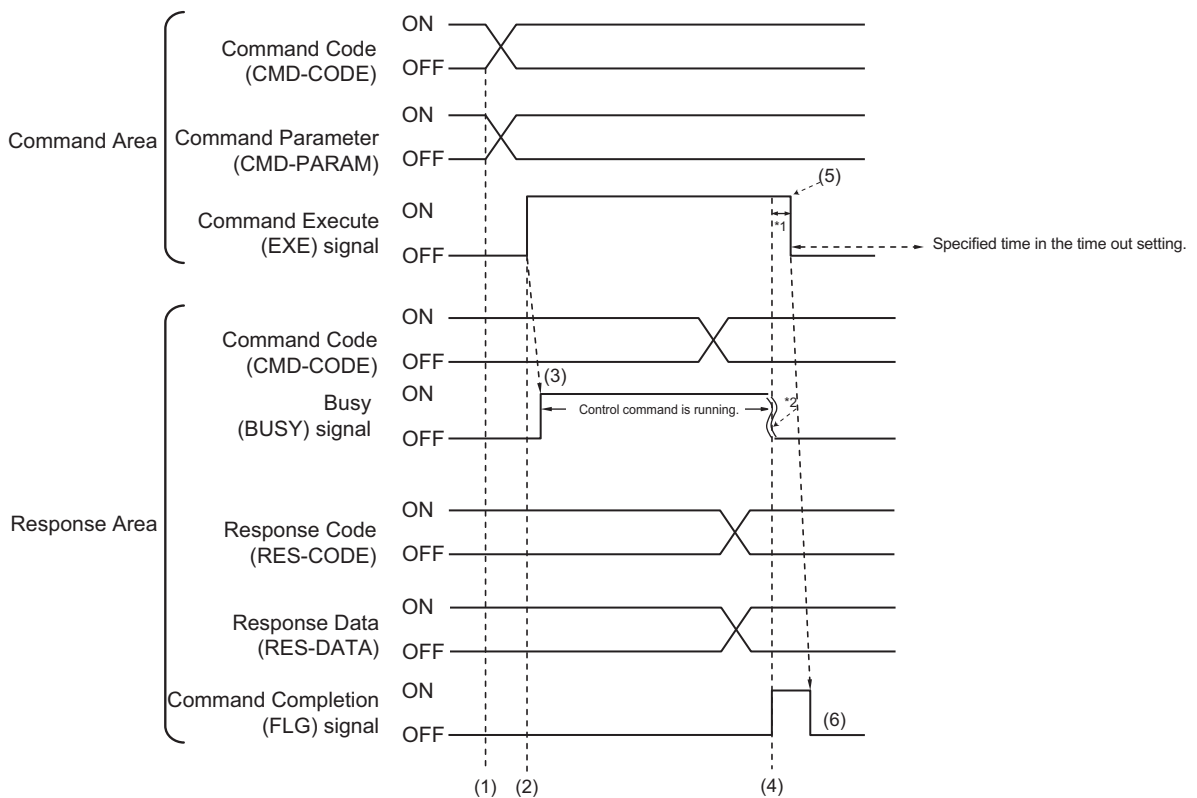 Command Area
Command Code
(CMD-CODE)
ON
OFF
Command Parameter
(CMD-PARAM)
ON
OFF
Command Execute
(EXE) signal
ON
OFF
(5)
*1
Specified time in the time out setting.
Response Area
Command Code
(CMD-CODE)
ON
OFF
Busy
(BUSY) signal
ON
OFF
(3)
Control command is running.
*2
Response Code
(RES-CODE)
ON
OFF
Response Data
(RES-DATA)
ON
OFF
Command Completion
(FLG) signal
ON
OFF
(6)
(1)
(2)
(4)